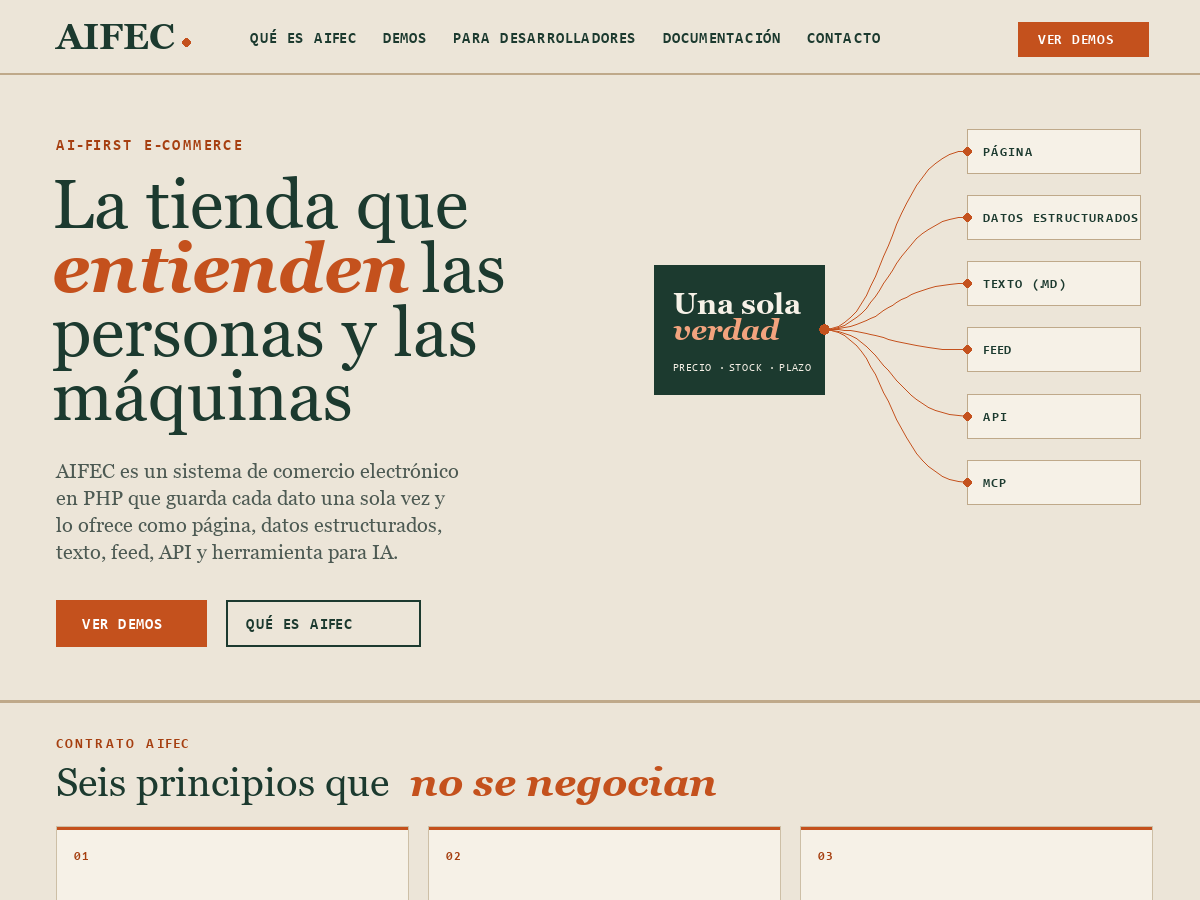 AIFEC
QUÉ ES AIFEC
DEMOS
PARA DESARROLLADORES
DOCUMENTACIÓN
CONTACTO
VER DEMOS
AI-FIRST E-COMMERCE
La tienda que
entienden las
personas y las
máquinas
AIFEC es un sistema de comercio electrónico
en PHP que guarda cada dato una sola vez y
lo ofrece como página, datos estructurados,
texto, feed, API y herramienta para IA.
VER DEMOS
QUÉ ES AIFEC
Una sola
verdad
PRECIO · STOCK · PLAZO
PÁGINA
DATOS ESTRUCTURADOS
TEXTO (.MD)
FEED
API
MCP
CONTRATO AIFEC
Seis principios que no se negocian
01
02
03